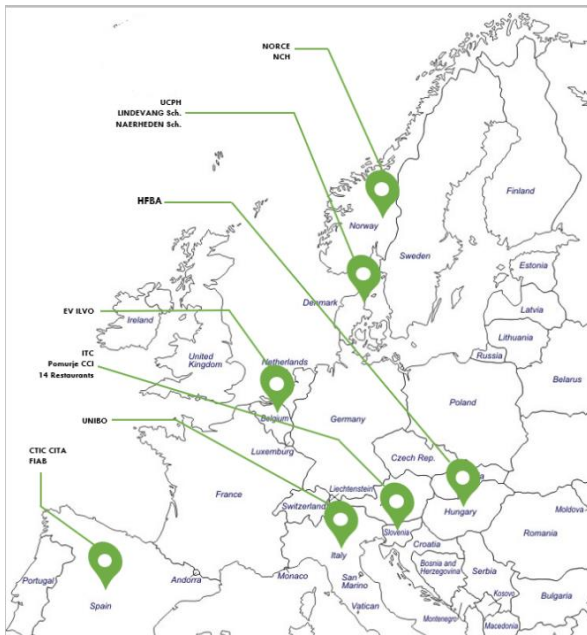 NORCE
NCH
UCPH
LINDEVANG Sch.
NAERHEDEN Sch.
HFBA
Finland
Norway
Sweden
Estonia
Denmark
Latvia
EV ILVO
Ireland
Lithuania
United
Kingdom
Russia
ITC
Pomurje CCI
14 Restaurants
Netherlands
Belarus
Poland
UNIBO
Belgium
Germany
Luxemburg
Czech Rep.
CTIC CITA
FIAB
France
Liechtenstein
Switzerland
Hungary
Moldova
Slovenia
Romania
Croatia
Italy
Bosnia and
Herzegovina
Serbia
Portugal
Andorra
Monaco
San
Marino
Kosovo
Bulgaria
Spain
Vatican
Montenegro
Macedonia